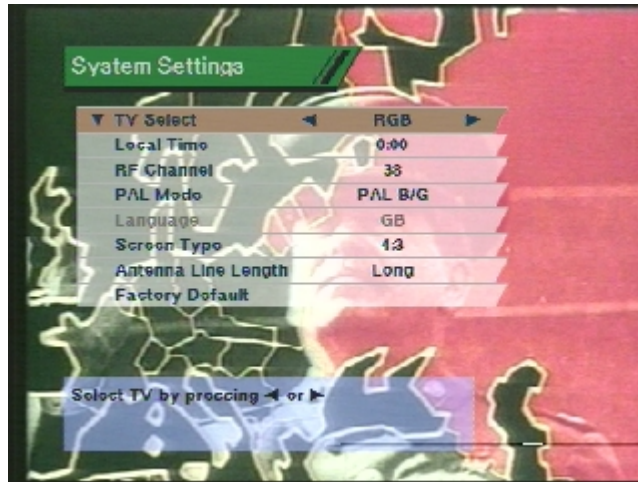 System Settings
TV Select RGB
Local Time 0:00
RF Channel 38
PAL Mode PAL B/G
Language GB
Screen Type 4:3
Antenna Line Length Long
Factory Default
Select TV by pressing ◄ or ►